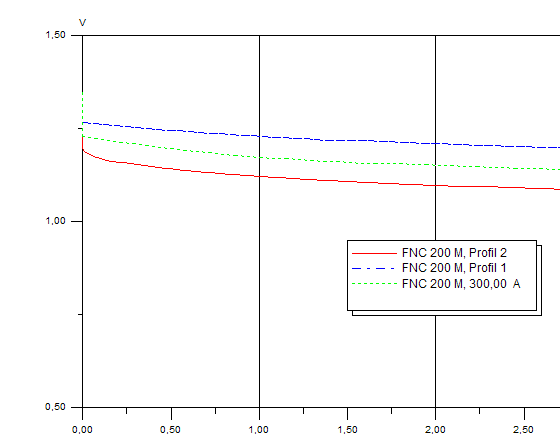 V
1,50
1,00
0,50
FNC 200 M, Profil 2
FNC 200 M, Profil 1
FNC 200 M, 300,00 A
0,00 0,50 1,00 1,50 2,00 2,50